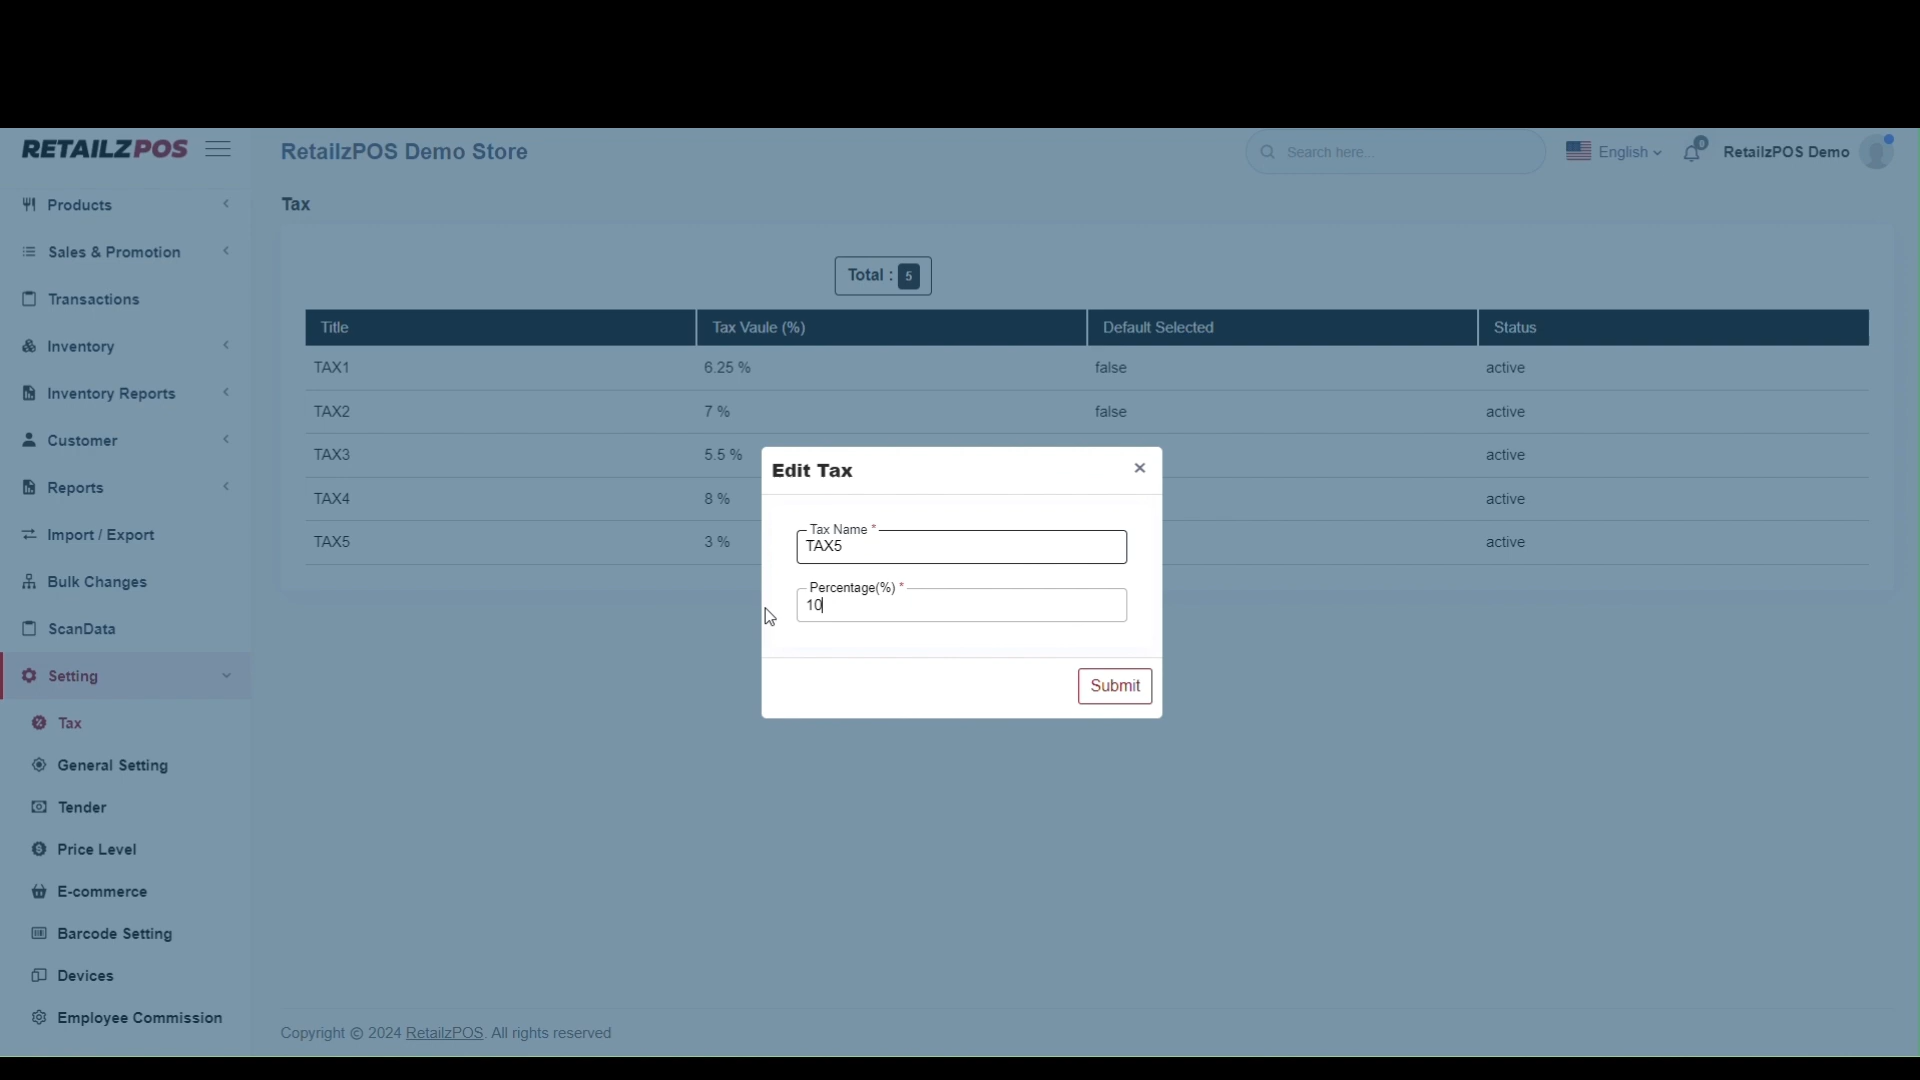 RETAILZPOS
RetailzPOS Demo Store
Search here...
English
0
RetailzPOS Demo
Products
Sales & Promotion
Transactions
Inventory
Inventory Reports
Customer
Reports
Import / Export
Bulk Changes
ScanData
Setting
Tax
General Setting
Tender
Price Level
E-commerce
Barcode Setting
Devices
Employee Commission
Tax
Total : 5
Title Tax Vaule (%) Default Selected Status
TAX1 6.25 % false active
TAX2 7 % false active
TAX3 5.5 % active
TAX4 8 % active
TAX5 3 % active
Edit Tax ×
Tax Name *
TAX5
Percentage(%) *
10
Submit
Copyright © 2024 RetailzPOS. All rights reserved